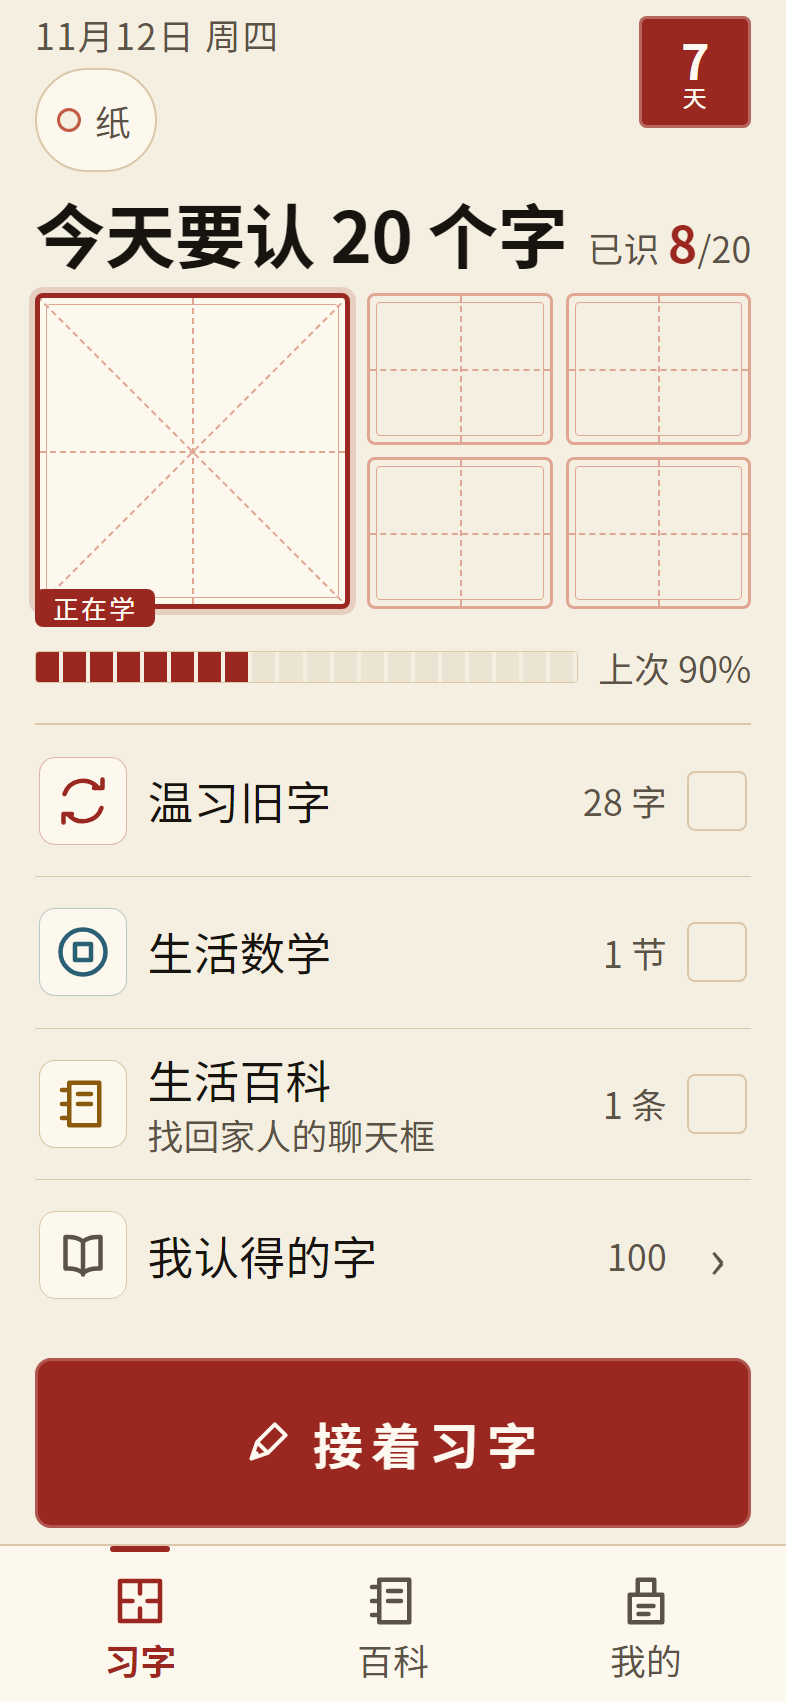 11月12日 周四
7
天
纸
今天要认 20 个字
已识 8/20
正在学
上次 90%
温习旧字
28 字
生活数学
1 节
生活百科
找回家人的聊天框
1 条
我认得的字
100
接着习字
习字
百科
我的